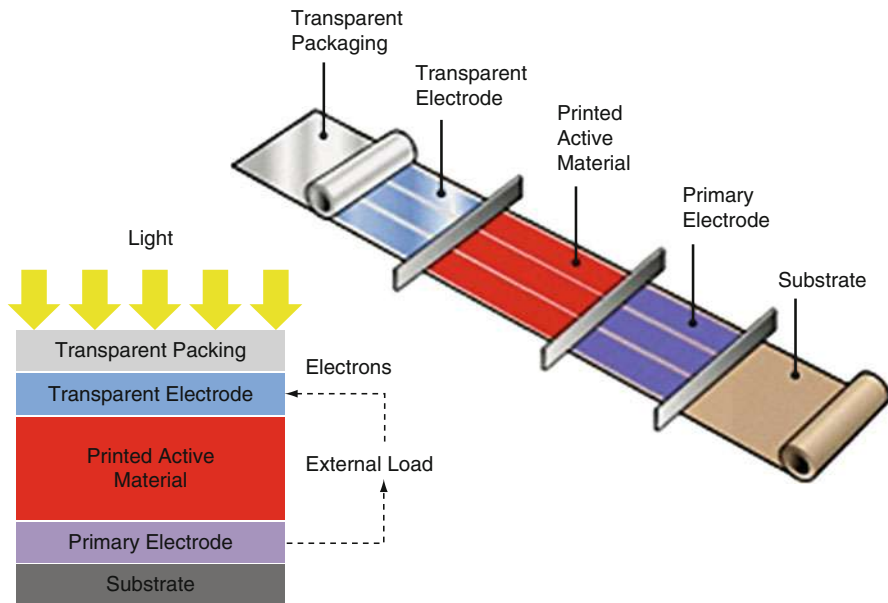 Transparent
Packaging
Transparent
Electrode
Printed
Active
Material
Primary
Electrode
Substrate
Light
Transparent Packing
Transparent Electrode
Printed Active
Material
Primary Electrode
Substrate
Electrons
External Load